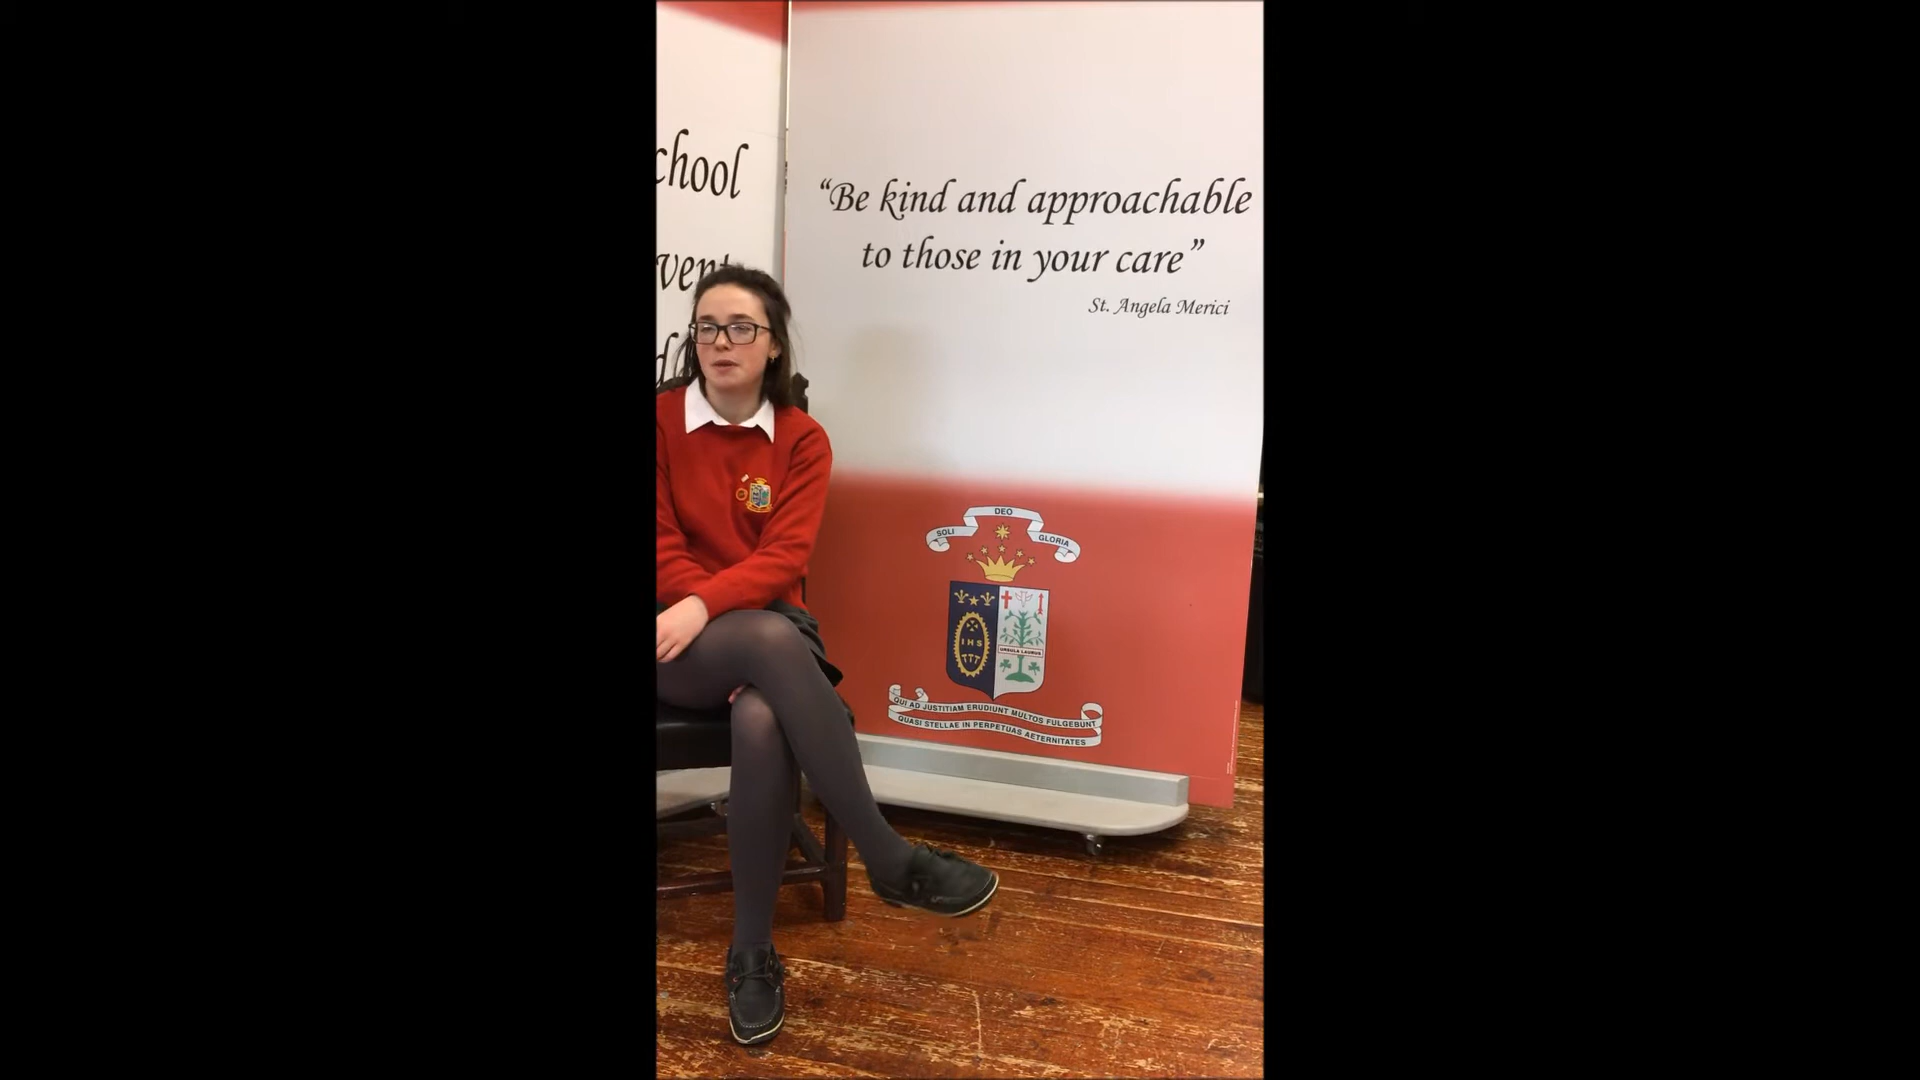 chool
vent
“Be kind and approachable
to those in your care”
St. Angela Merici
SOLI DEO GLORIA
IHS
URSULA LAURUS
QUI AD JUSTITIAM ERUDIUNT MULTOS FULGEBUNT
QUASI STELLAE IN PERPETUAS AETERNITATES